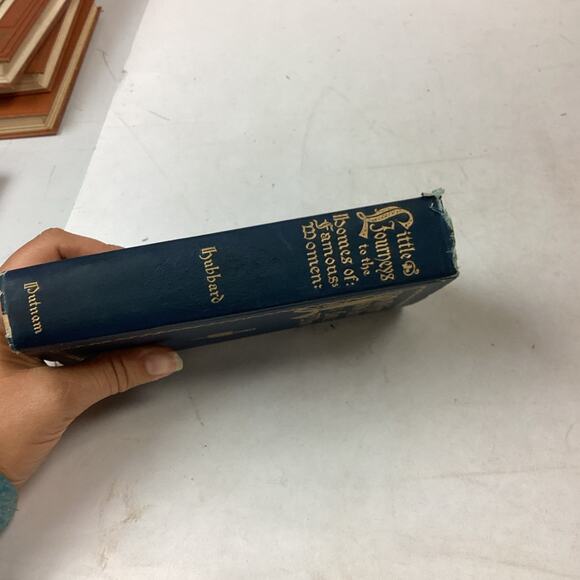 Little
Journeys
to the
Homes of:
Famous:
Women:
Hubbard
Putnam